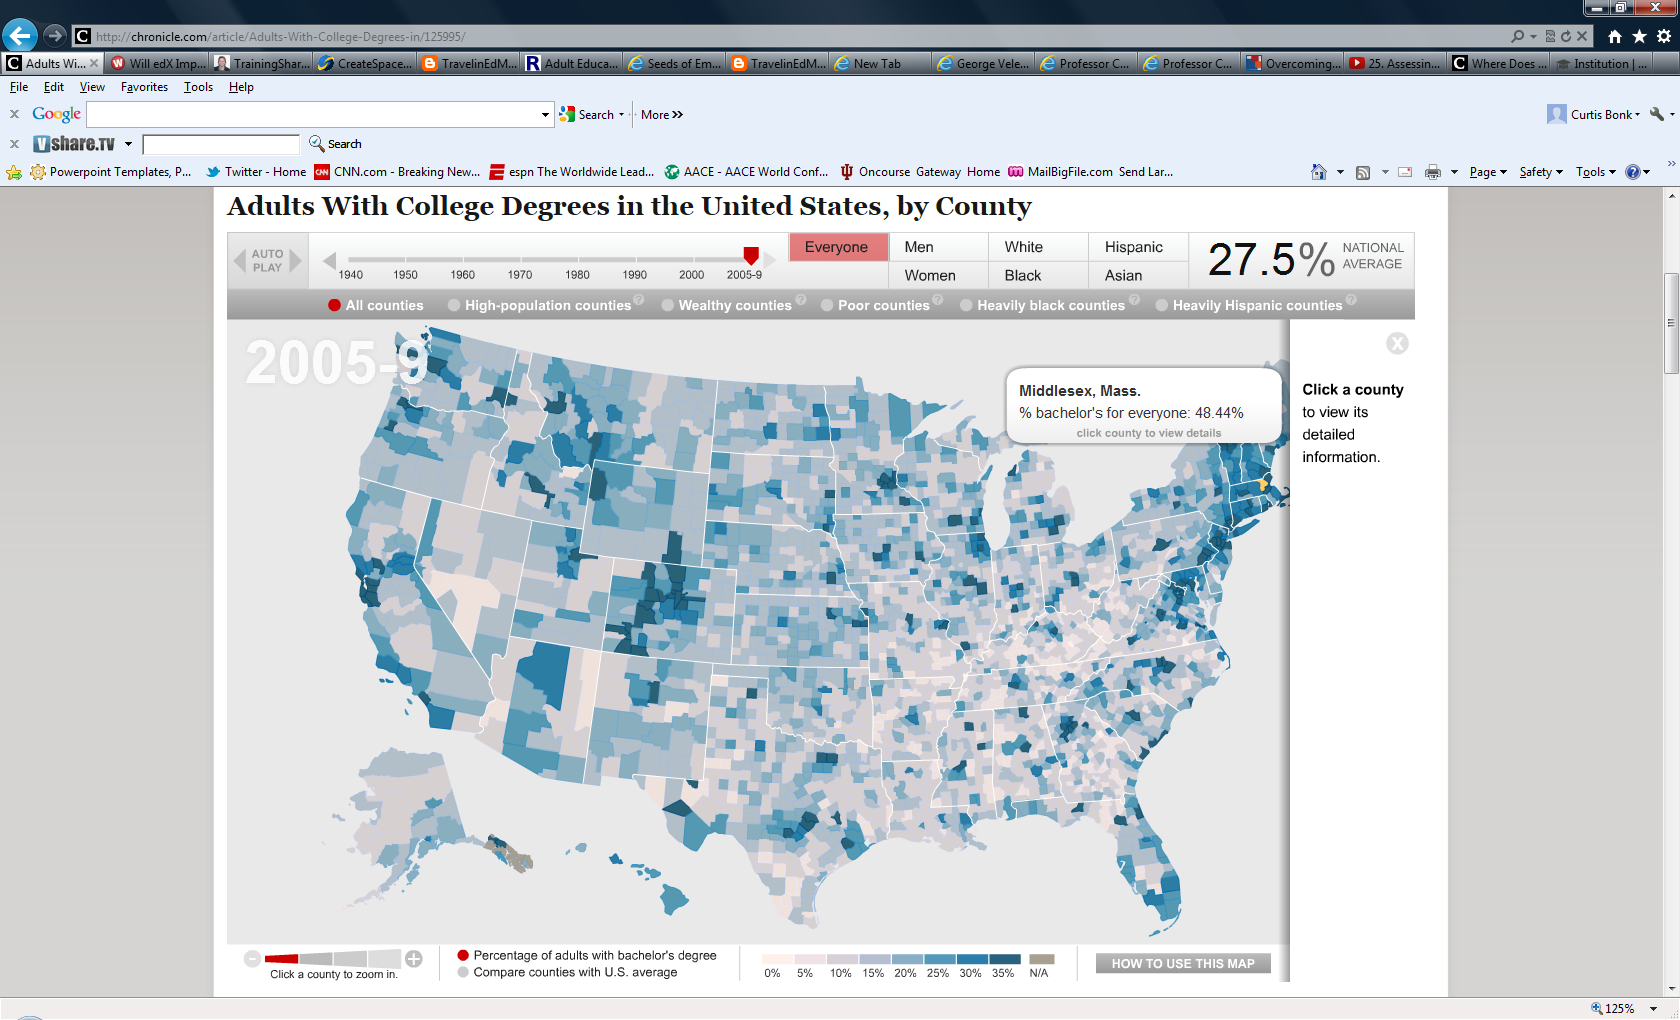 http://chronicle.com/article/Adults-With-College-Degrees-in/125995/
Adults Wi... Will edX Imp... TrainingShar... CreateSpace... TravelinEdM... Adult Educa... Seeds of Em... TravelinEdM... New Tab George Vele... Professor C... Professor C... Overcoming... 25. Assessin... Where Does ... Institution | ...
File Edit View Favorites Tools Help
x Google Search More >> Curtis Bonk
x Vshare.tv Search
Powerpoint Templates, P... Twitter - Home CNN CNN.com - Breaking New... espn The Worldwide Lead... AACE - AACE World Conf... Oncourse Gateway Home MailBigFile.com Send Lar... Page Safety Tools
Adults With College Degrees in the United States, by County
AUTO PLAY
1940 1950 1960 1970 1980 1990 2000 2005-9
Everyone Men White Hispanic
Women Black Asian
27.5% NATIONAL AVERAGE
All counties High-population counties? Wealthy counties? Poor counties? Heavily black counties? Heavily Hispanic counties?
2005-9
X
Middlesex, Mass.
% bachelor's for everyone: 48.44%
click county to view details
Click a county
to view its
detailed
information.
- +
Click a county to zoom in.
Percentage of adults with bachelor's degree
Compare counties with U.S. average
0% 5% 10% 15% 20% 25% 30% 35% N/A
HOW TO USE THIS MAP
125%